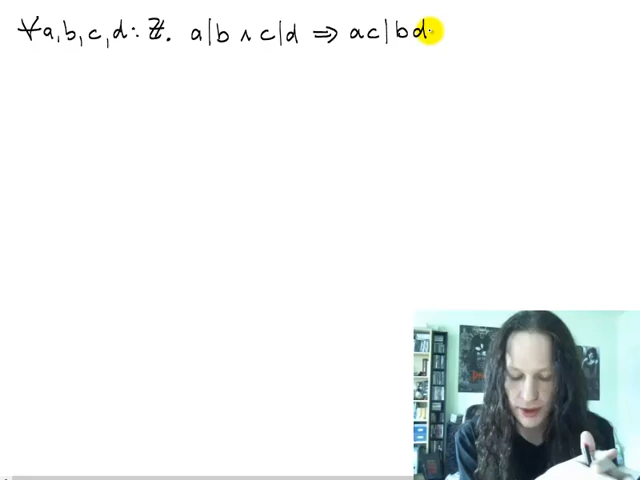 ∀a,b,c,d:ℤ. a|b ∧ c|d ⇒ ac|bd